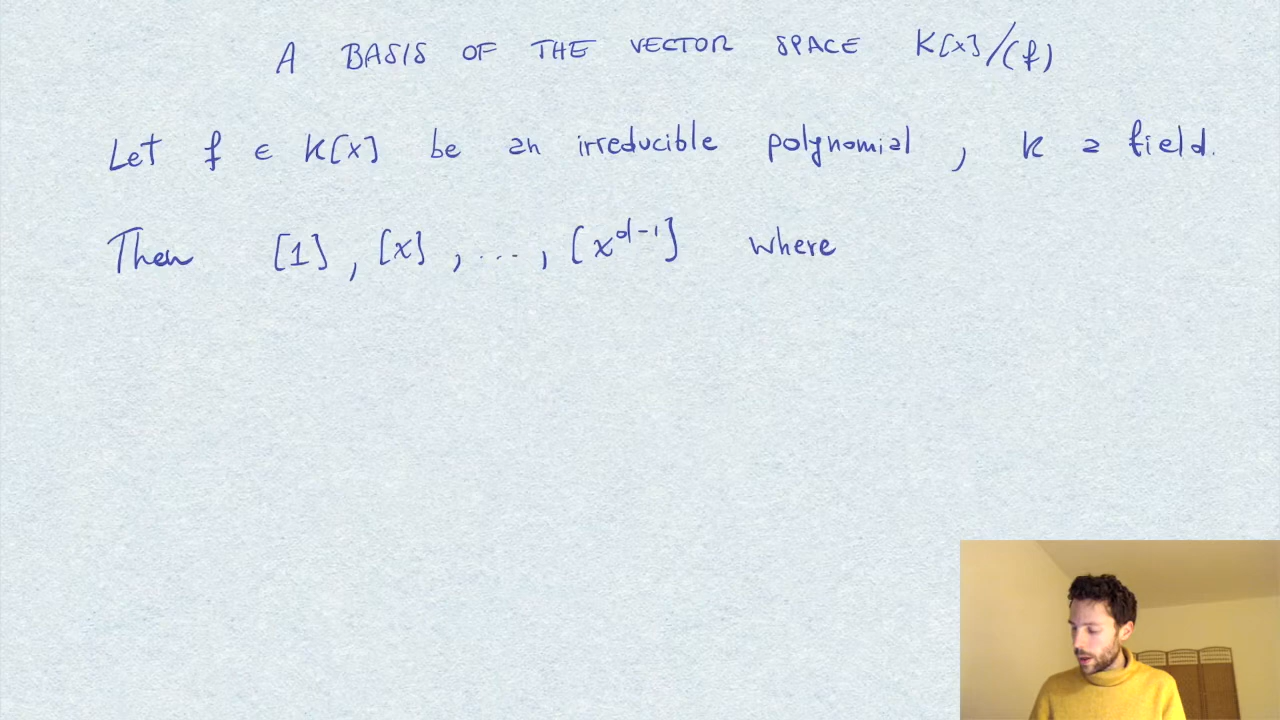 A BASIS OF THE VECTOR SPACE K[x]/(f)
Let f ∈ K[x] be an irreducible polynomial, K a field.
Then [1], [x], ..., [x^{d-1}] where